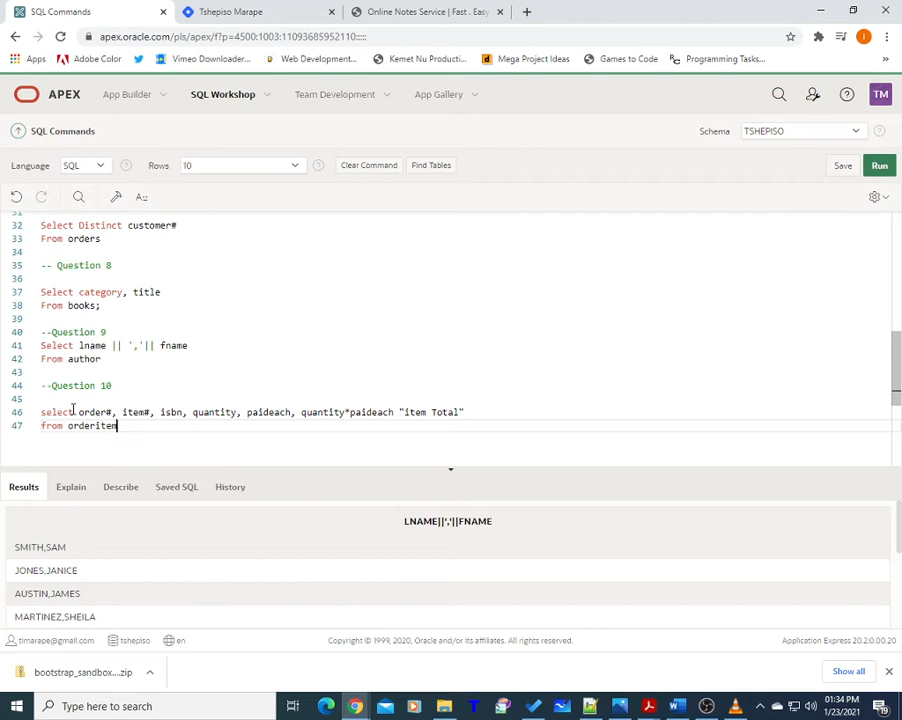 SQL Commands
Tshepiso Marape
Online Notes Service | Fast . Easy
apex.oracle.com/pls/apex/f?p=4500:1003:11093685952110:::::
Apps
Adobe Color
Vimeo Downloader...
Web Development...
Kemet Nu Producti...
Mega Project Ideas
Games to Code
Programming Task...
APEX
App Builder
SQL Workshop
Team Development
App Gallery
TM
SQL Commands
Schema
TSHEPISO
Language
SQL
Rows
10
Clear Command
Find Tables
Save
Run
31
32 Select Distinct customer#
33 From orders
34
35 -- Question 8
36
37 Select category, title
38 From books;
39
40 --Question 9
41 Select lname || ','|| fname
42 From author
43
44 --Question 10
45
46 select order#, item#, isbn, quantity, paideach, quantity*paideach "item Total"
47 from orderitem
Results
Explain
Describe
Saved SQL
History
LNAME||','||FNAME
SMITH,SAM
JONES,JANICE
AUSTIN,JAMES
MARTINEZ,SHEILA
timarape@gmail.com
tshepiso
en
Copyright © 1999, 2020, Oracle and/or its affiliates. All rights reserved.
Application Express 20.2.0.00.20
bootstrap_sandbox....zip
Show all
Type here to search
01:34 PM
1/23/2021
19